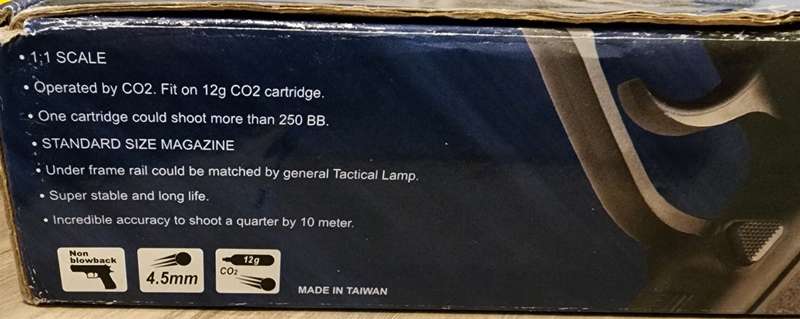 • 1:1 SCALE
• Operated by CO2. Fit on 12g CO2 cartridge.
• One cartridge could shoot more than 250 BB.
• STANDARD SIZE MAGAZINE
• Under frame rail could be matched by general Tactical Lamp.
• Super stable and long life.
• Incredible accuracy to shoot a quarter by 10 meter.
Non
blowback
4.5mm
12g
CO2
MADE IN TAIWAN